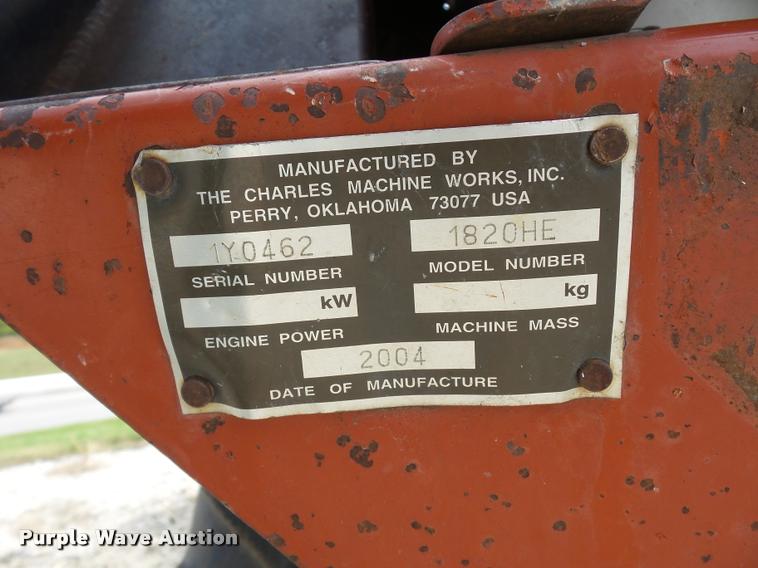 MANUFACTURED BY
THE CHARLES MACHINE WORKS, INC.
PERRY, OKLAHOMA 73077 USA
1Y0462 1820HE
SERIAL NUMBER MODEL NUMBER
kW kg
ENGINE POWER MACHINE MASS
2004
DATE OF MANUFACTURE
Purple Wave Auction